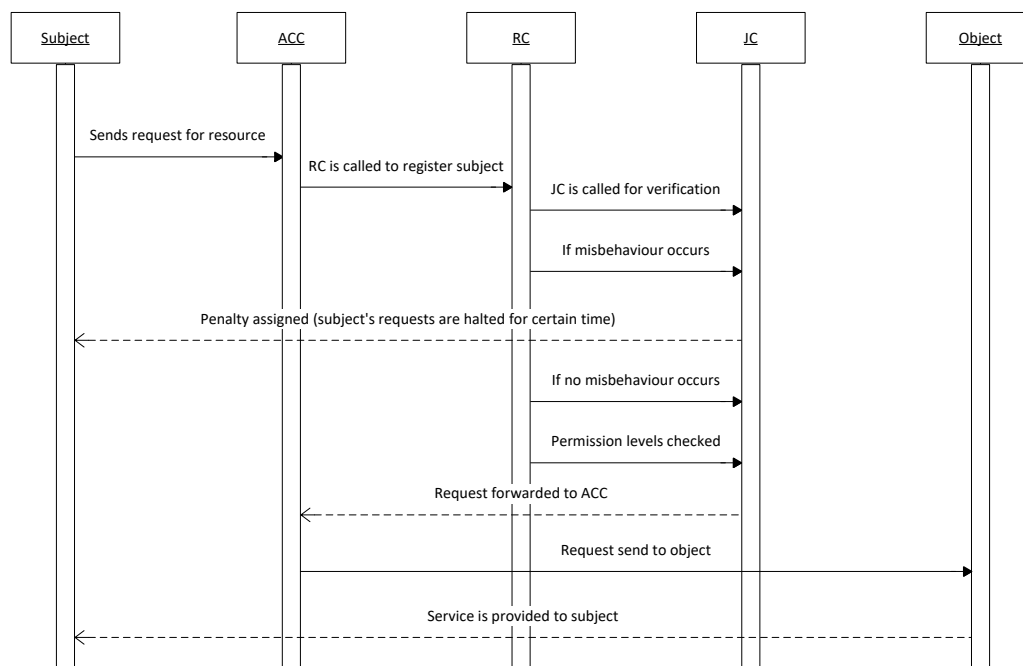 Subject
ACC
RC
JC
Object
Sends request for resource
RC is called to register subject
JC is called for verification
If misbehaviour occurs
Penalty assigned (subject's requests are halted for certain time)
If no misbehaviour occurs
Permission levels checked
Request forwarded to ACC
Request send to object
Service is provided to subject